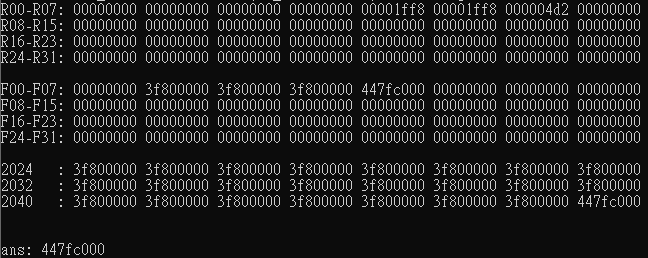 R00-R07: 00000000 00000000 00000000 00000000 00001ff8 00001ff8 000004d2 00000000
R08-R15: 00000000 00000000 00000000 00000000 00000000 00000000 00000000 00000000
R16-R23: 00000000 00000000 00000000 00000000 00000000 00000000 00000000 00000000
R24-R31: 00000000 00000000 00000000 00000000 00000000 00000000 00000000 00000000
F00-F07: 00000000 3f800000 3f800000 3f800000 447fc000 00000000 00000000 00000000
F08-F15: 00000000 00000000 00000000 00000000 00000000 00000000 00000000 00000000
F16-F23: 00000000 00000000 00000000 00000000 00000000 00000000 00000000 00000000
F24-F31: 00000000 00000000 00000000 00000000 00000000 00000000 00000000 00000000
2024 : 3f800000 3f800000 3f800000 3f800000 3f800000 3f800000 3f800000 3f800000
2032 : 3f800000 3f800000 3f800000 3f800000 3f800000 3f800000 3f800000 3f800000
2040 : 3f800000 3f800000 3f800000 3f800000 3f800000 3f800000 3f800000 447fc000
ans: 447fc000